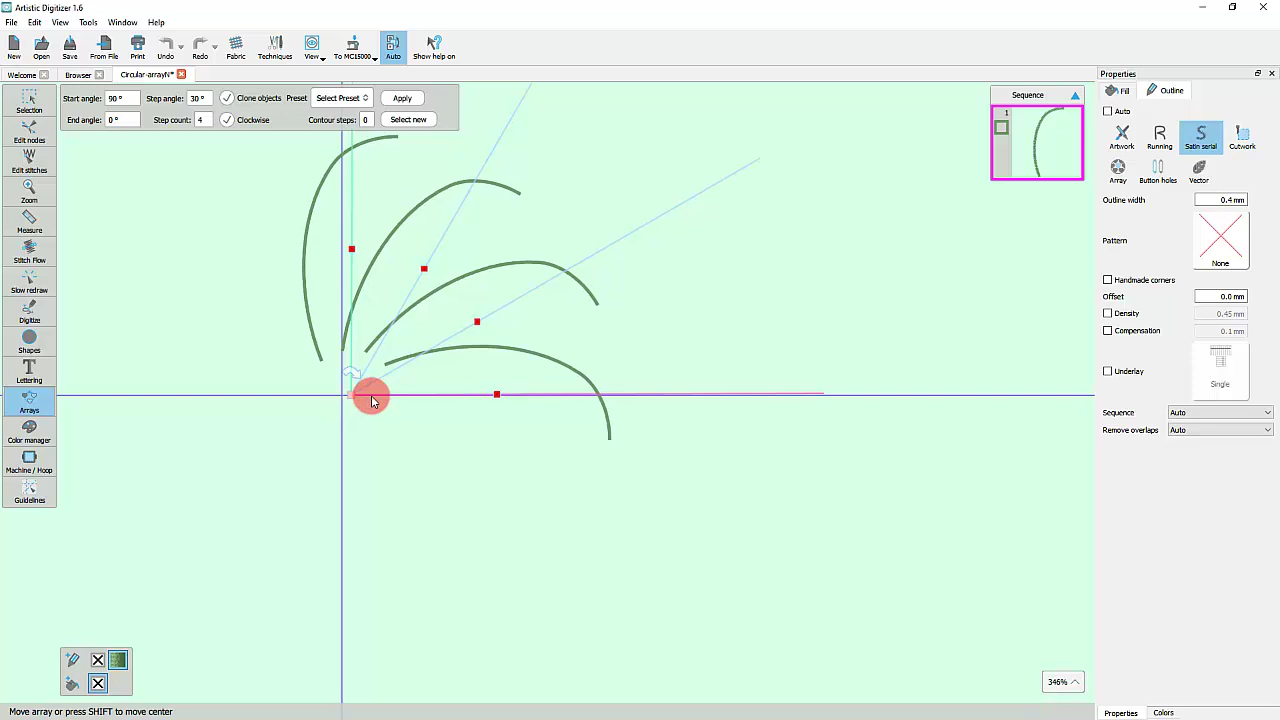 Artistic Digitizer 1.6
File Edit View Tools Window Help
New Open Save From File Print Undo Redo Fabric Techniques View To MC15000 Auto Show help on
Welcome Browser Circular-arrayN*
Start angle: 90 ° Step angle: 30 ° Clone objects Preset Select Preset Apply
End angle: 0 ° Step count: 4 Clockwise Contour steps: 0 Select new
Selection
Edit nodes
Edit stitches
Zoom
Measure
Stitch Flow
Slow redraw
Digitize
Shapes
Lettering
Arrays
Color manager
Machine / Hoop
Guidelines
Sequence
1
346%
Properties
Fill Outline
Auto
Artwork Running Satin serial Cutwork
Array Button holes Vector
Outline width 0.4 mm
Pattern
None
Handmade corners
Offset 0.0 mm
Density 0.45 mm
Compensation 0.1 mm
Underlay
Single
Sequence Auto
Remove overlaps Auto
Properties Colors
Move array or press SHIFT to move center